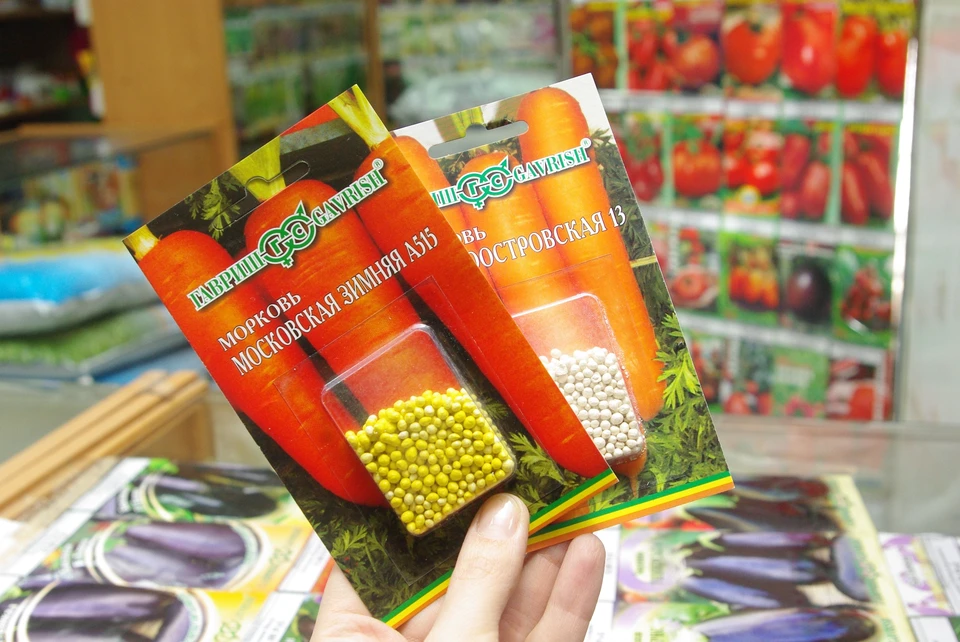 ГАВРИШ GAVRISH®
МОРКОВЬ
МОСКОВСКАЯ ЗИМНЯЯ А515
GAVRISH®
ОСТРОВСКАЯ 13